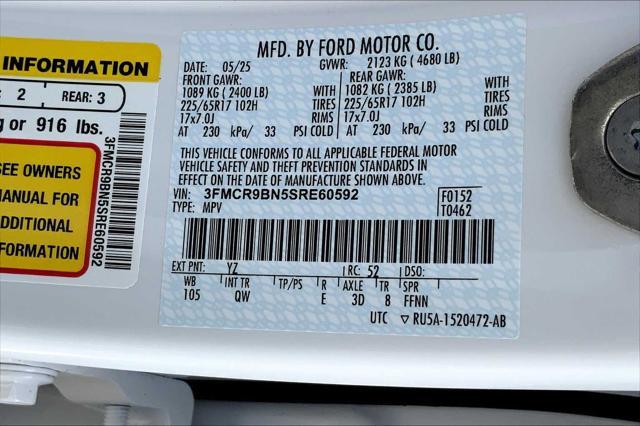 INFORMATION
: 2 REAR: 3
or 916 lbs.
SEE OWNERS
MANUAL FOR
ADDITIONAL
INFORMATION
3FMCR9BN5SRE60592
MFD. BY FORD MOTOR CO.
DATE: 05/25 GVWR: 2123 KG (4680 LB)
FRONT GAWR: REAR GAWR:
1089 KG (2400 LB) WITH 1082 KG (2385 LB) WITH
225/65R17 102H TIRES 225/65R17 102H TIRES
17x7.0J RIMS 17x7.0J RIMS
AT 230 kPa/ 33 PSI COLD AT 230 kPa/ 33 PSI COLD
THIS VEHICLE CONFORMS TO ALL APPLICABLE FEDERAL MOTOR
VEHICLE SAFETY AND THEFT PREVENTION STANDARDS IN
EFFECT ON THE DATE OF MANUFACTURE SHOWN ABOVE.
VIN: 3FMCR9BN5SRE60592 F0152
TYPE: MPV T0462
EXT PNT: YZ RC: 52 DSO:
WB INT TR TP/PS R AXLE TR SPR
105 QW E 3D 8 FFNN
UTC ▽ RU5A-1520472-AB